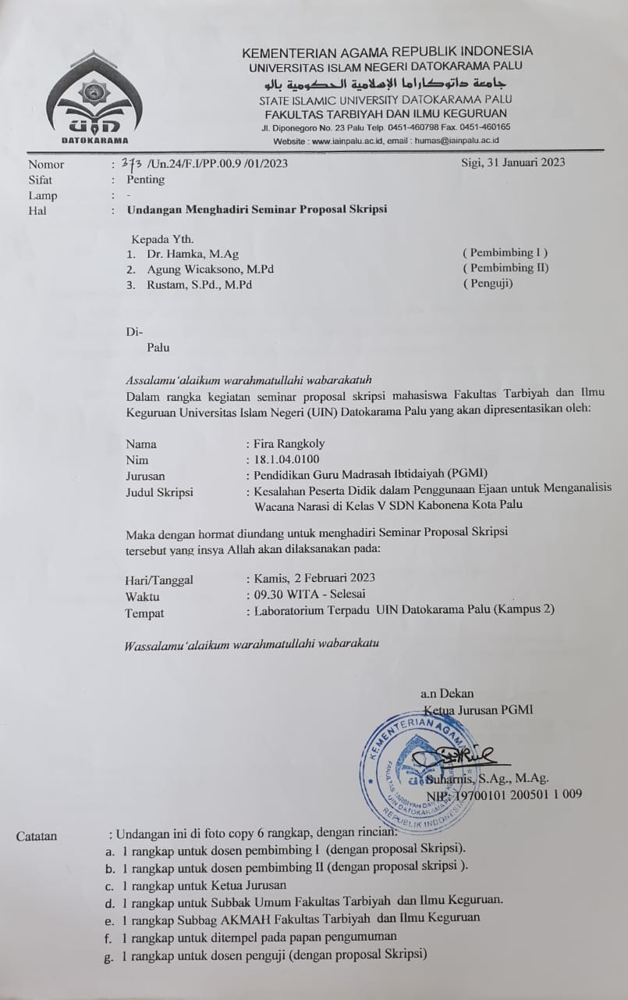 KEMENTERIAN AGAMA REPUBLIK INDONESIA
UNIVERSITAS ISLAM NEGERI DATOKARAMA PALU
جامعة داتوكاراما الإسلامية الحكومية بالو
STATE ISLAMIC UNIVERSITY DATOKARAMA PALU
FAKULTAS TARBIYAH DAN ILMU KEGURUAN
Jl. Diponegoro No. 23 Palu Telp. 0451-460798 Fax. 0451-460165
Website : www.iainpalu.ac.id, email : humas@iainpalu.ac.id
UIN
DATOKARAMA
Nomor : 373 /Un.24/F.I/PP.00.9 /01/2023 Sigi, 31 Januari 2023
Sifat : Penting
Lamp : -
Hal : Undangan Menghadiri Seminar Proposal Skripsi
Kepada Yth.
1. Dr. Hamka, M.Ag ( Pembimbing I )
2. Agung Wicaksono, M.Pd ( Pembimbing II)
3. Rustam, S.Pd., M.Pd ( Penguji)
Di-
Palu
Assalamu‘alaikum warahmatullahi wabarakatuh
Dalam rangka kegiatan seminar proposal skripsi mahasiswa Fakultas Tarbiyah dan Ilmu
Keguruan Universitas Islam Negeri (UIN) Datokarama Palu yang akan dipresentasikan oleh:
Nama : Fira Rangkoly
Nim : 18.1.04.0100
Jurusan : Pendidikan Guru Madrasah Ibtidaiyah (PGMI)
Judul Skripsi : Kesalahan Peserta Didik dalam Penggunaan Ejaan untuk Menganalisis
Wacana Narasi di Kelas V SDN Kabonena Kota Palu
Maka dengan hormat diundang untuk menghadiri Seminar Proposal Skripsi
tersebut yang insya Allah akan dilaksanakan pada:
Hari/Tanggal : Kamis, 2 Februari 2023
Waktu : 09.30 WITA - Selesai
Tempat : Laboratorium Terpadu UIN Datokarama Palu (Kampus 2)
Wassalamu‘alaikum warahmatullahi wabarakatu
a.n Dekan
Ketua Jurusan PGMI
KEMENTERIAN AGAMA
FAKULTAS TARBIYAH DAN ILMU KEGURUAN
UIN DATOKARAMA PALU
REPUBLIK INDONESIA
Suharnis, S.Ag., M.Ag.
NIP: 19700101 200501 1 009
Catatan : Undangan ini di foto copy 6 rangkap, dengan rincian:
a. 1 rangkap untuk dosen pembimbing I (dengan proposal Skripsi).
b. 1 rangkap untuk dosen pembimbing II (dengan proposal skripsi ).
c. 1 rangkap untuk Ketua Jurusan
d. 1 rangkap untuk Subbak Umum Fakultas Tarbiyah dan Ilmu Keguruan.
e. 1 rangkap Subbag AKMAH Fakultas Tarbiyah dan Ilmu Keguruan
f. 1 rangkap untuk ditempel pada papan pengumuman
g. 1 rangkap untuk dosen penguji (dengan proposal Skripsi)